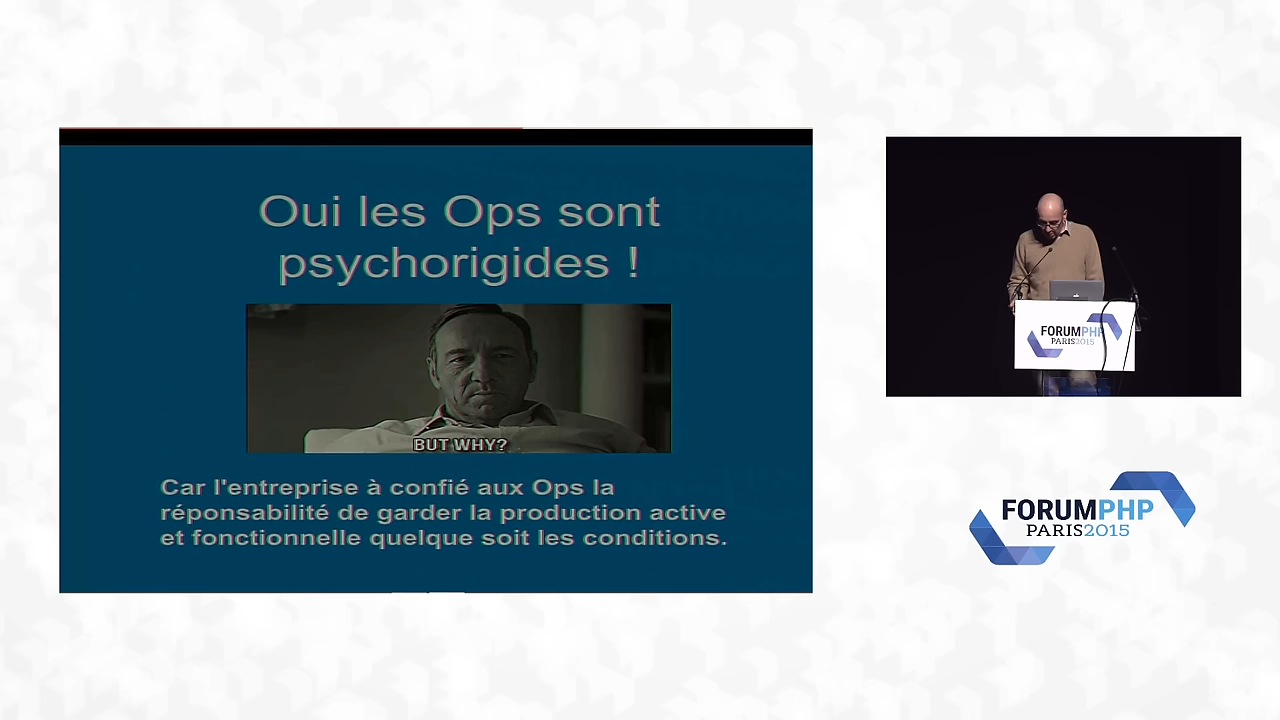 Oui les Ops sont
psychorigides !
BUT WHY?
Car l'entreprise à confié aux Ops la
réponsabilité de garder la production active
et fonctionnelle quelque soit les conditions.
FORUMPHP
PARIS2015
FORUMPHP
PARIS2015